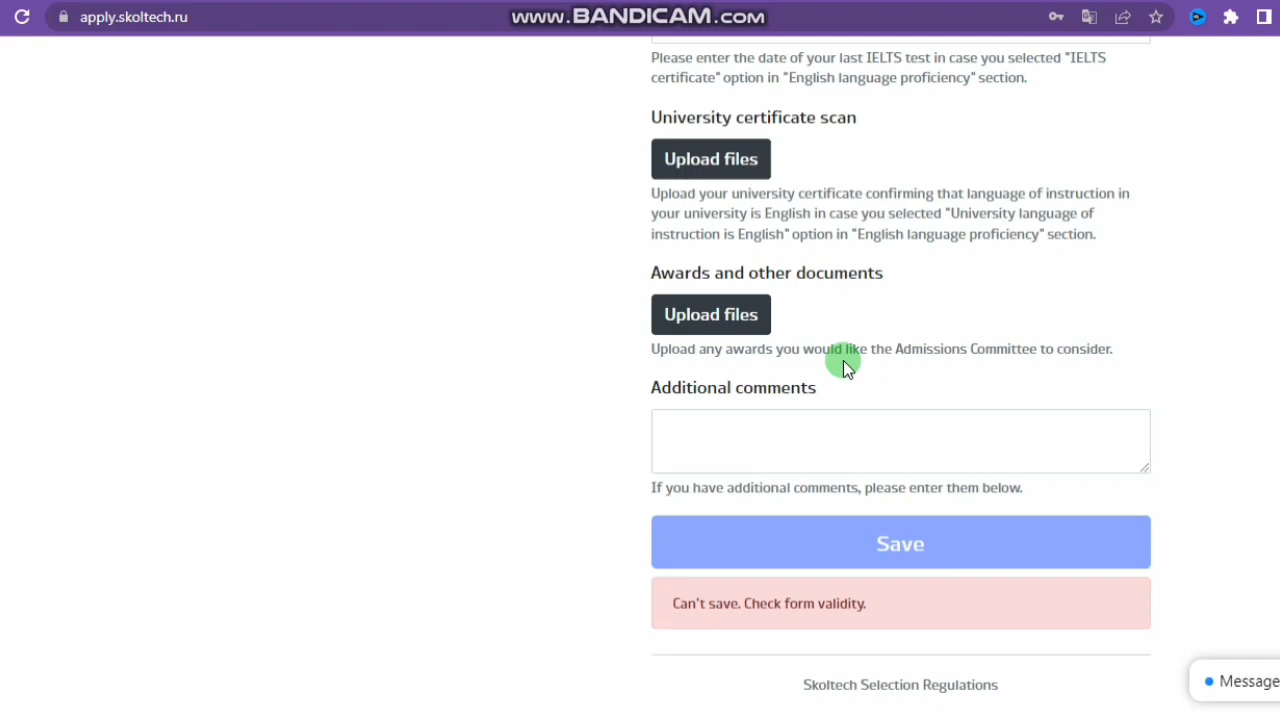 apply.skoltech.ru
www.BANDICAM.com
Please enter the date of your last IELTS test in case you selected "IELTS
certificate" option in "English language proficiency" section.
University certificate scan
Upload files
Upload your university certificate confirming that language of instruction in
your university is English in case you selected "University language of
instruction is English" option in "English language proficiency" section.
Awards and other documents
Upload files
Upload any awards you would like the Admissions Committee to consider.
Additional comments
If you have additional comments, please enter them below.
Save
Can't save. Check form validity.
Skoltech Selection Regulations
Message